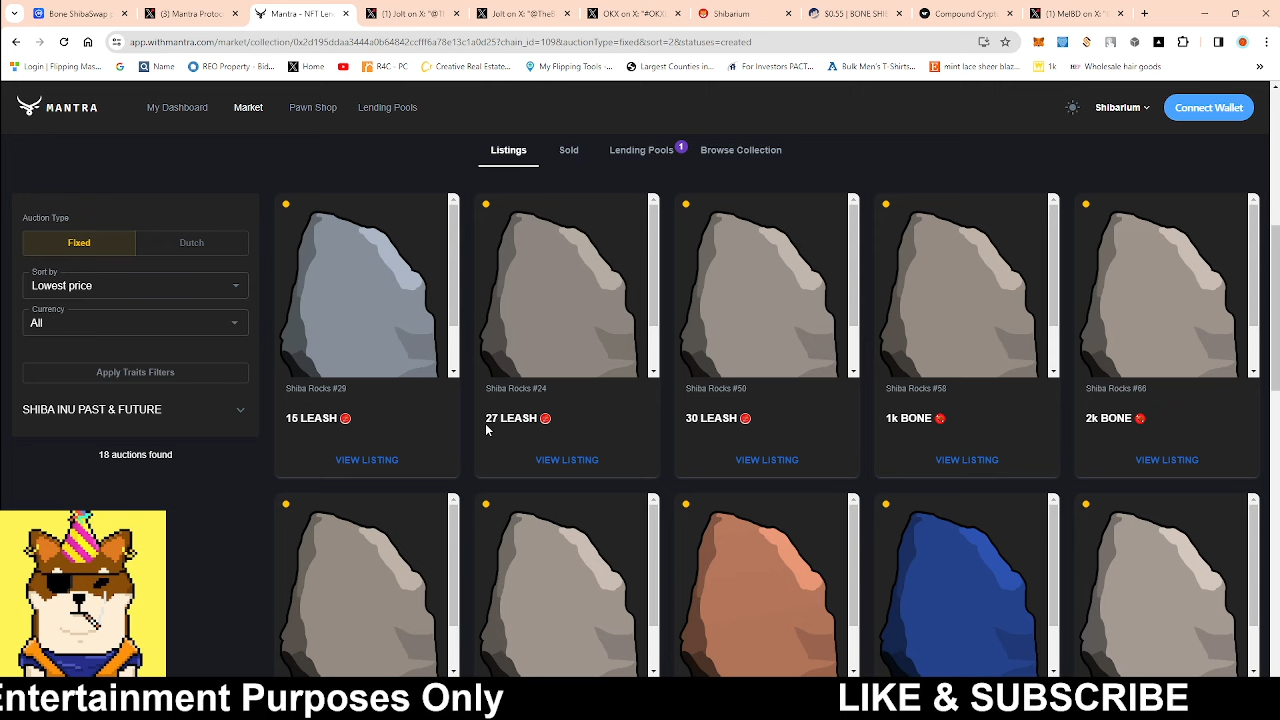 Bone ShibaSwap p
(3) Mantra Protoc
Mantra - NFT Len
(1) Jolt on X: "@T
Jolt on X: "@TheB
OKX on X: "#OKX
Shibarium
$0.55 | BONE SHI
Compound Crypto
(1) MelBD on X: "
app.withmantra.com/market/collection/0x2d195ddaa3444a0b64842ccfff6a78e13c1a0d25?chain_id=109&auctionType=fixed&sort=2&statuses=created
Login | Flipping Mas...
Q
Name
REO Property - Bid...
Home
B4C - PC
Creative Real Estate...
My Flipping Tools -...
Largest Counties in...
For Investors PACT...
Bulk Men's T-Shirts...
mint lace sheer blaz...
1k
Wholesale hair goods
»
MANTRA
My Dashboard
Market
Pawn Shop
Lending Pools
Shibarium
Connect Wallet
Listings
Sold
Lending Pools 1
Browse Collection
Auction Type
Fixed
Dutch
Sort by
Lowest price
Currency
All
Apply Traits Filters
SHIBA INU PAST & FUTURE
18 auctions found
Shiba Rocks #29
15 LEASH
VIEW LISTING
Shiba Rocks #24
27 LEASH
VIEW LISTING
Shiba Rocks #50
30 LEASH
VIEW LISTING
Shiba Rocks #58
1k BONE
VIEW LISTING
Shiba Rocks #66
2k BONE
VIEW LISTING
Entertainment Purposes Only
LIKE & SUBSCRIBE